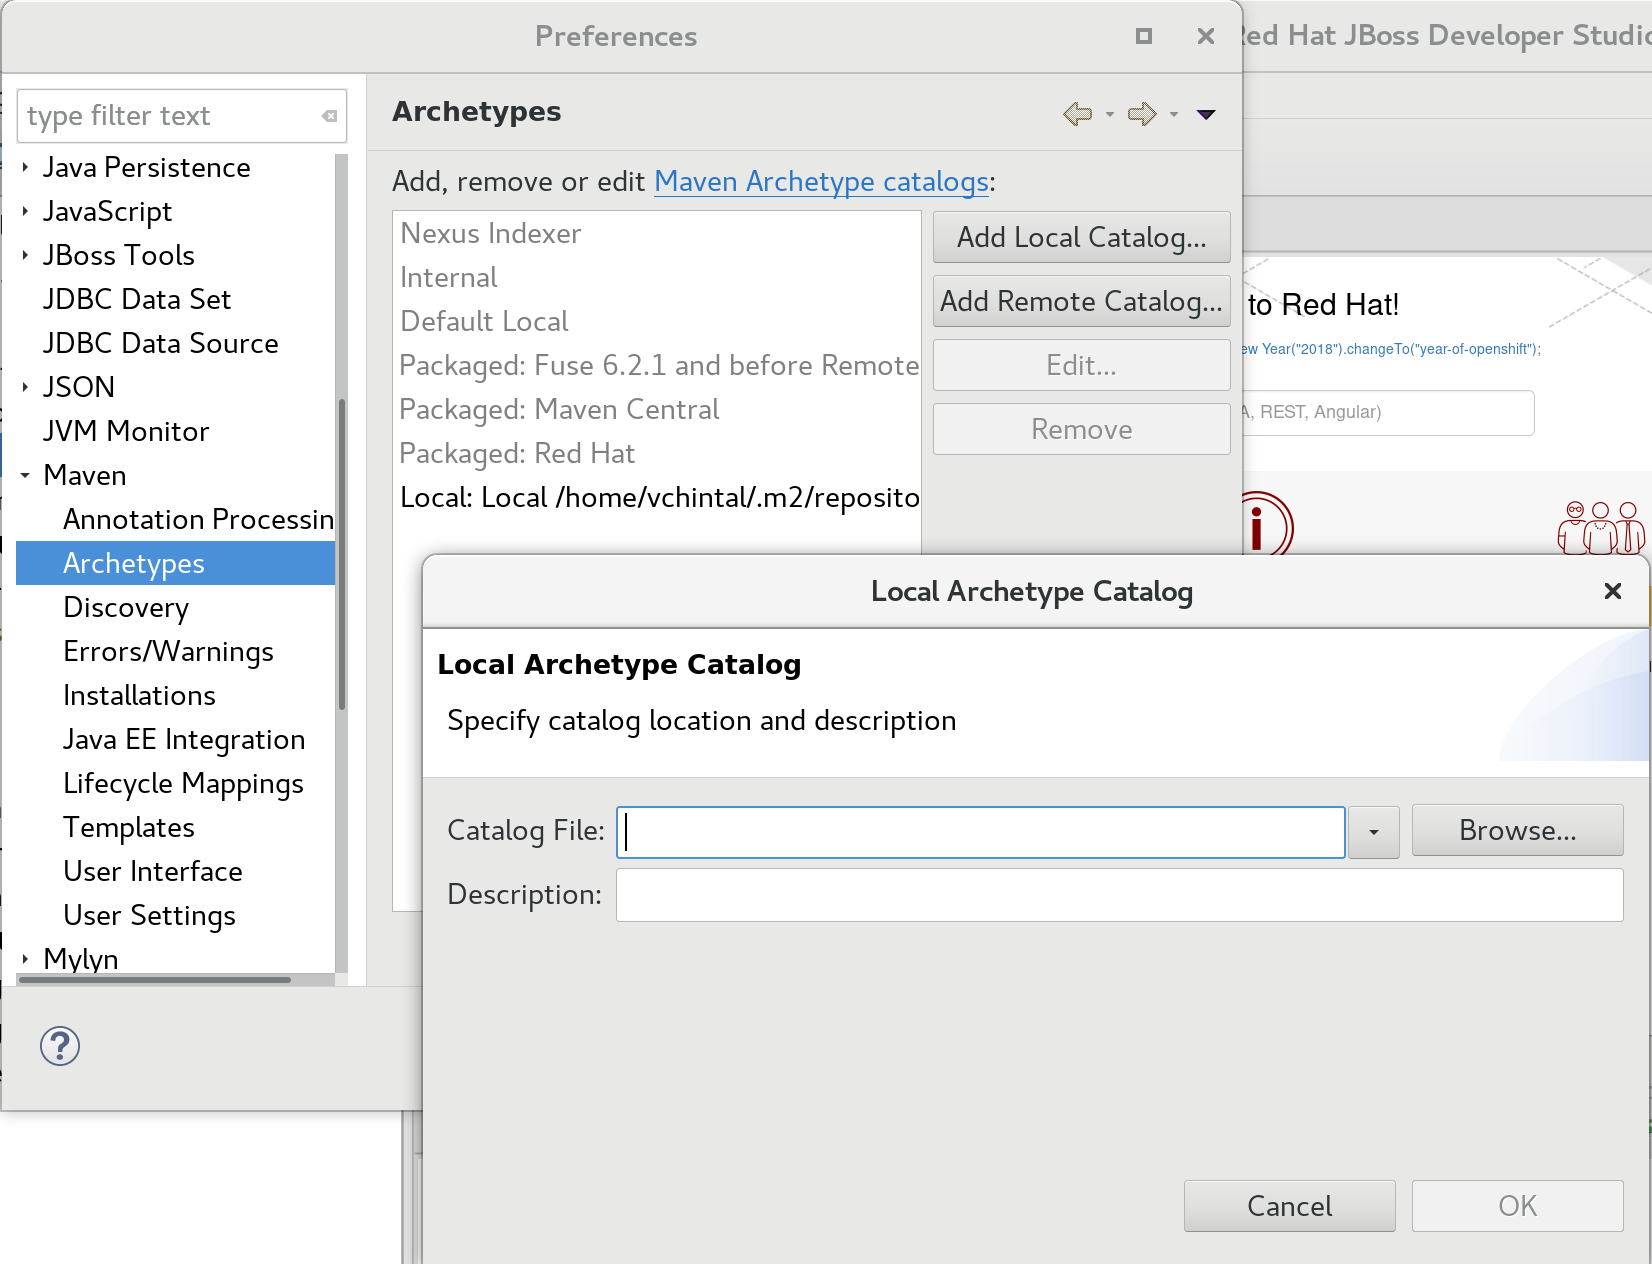 Preferences
Red Hat JBoss Developer Studio
type filter text
Java Persistence
JavaScript
JBoss Tools
JDBC Data Set
JDBC Data Source
JSON
JVM Monitor
Maven
Annotation Processin
Archetypes
Discovery
Errors/Warnings
Installations
Java EE Integration
Lifecycle Mappings
Templates
User Interface
User Settings
Mylyn
?
Archetypes
Add, remove or edit Maven Archetype catalogs:
Nexus Indexer
Internal
Default Local
Packaged: Fuse 6.2.1 and before Remote
Packaged: Maven Central
Packaged: Red Hat
Local: Local /home/vchintal/.m2/reposito
Add Local Catalog...
Add Remote Catalog...
Edit...
Remove
to Red Hat!
ew Year("2018").changeTo("year-of-openshift");
A, REST, Angular)
i
Local Archetype Catalog
Local Archetype Catalog
Specify catalog location and description
Catalog File:
Browse...
Description:
Cancel
OK